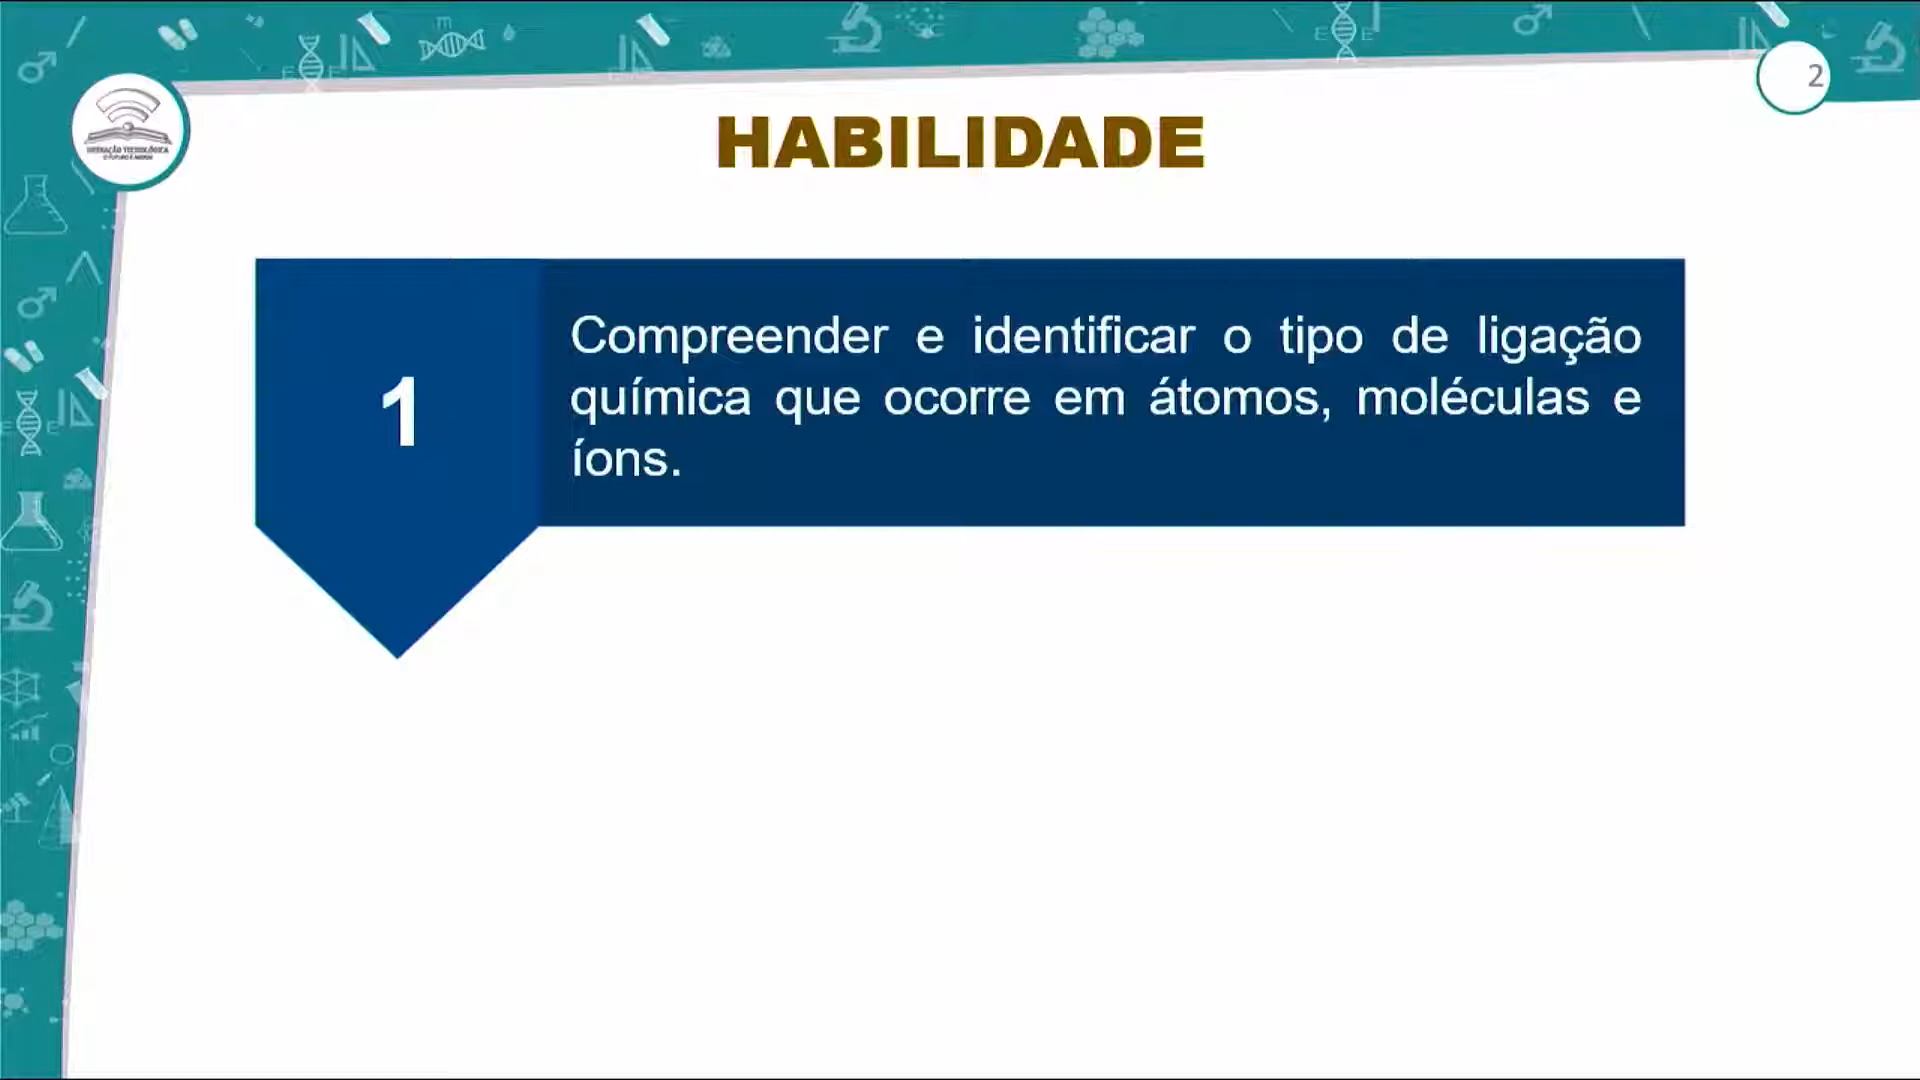 2
HABILIDADE
1
Compreender e identificar o tipo de ligação
química que ocorre em átomos, moléculas e
íons.